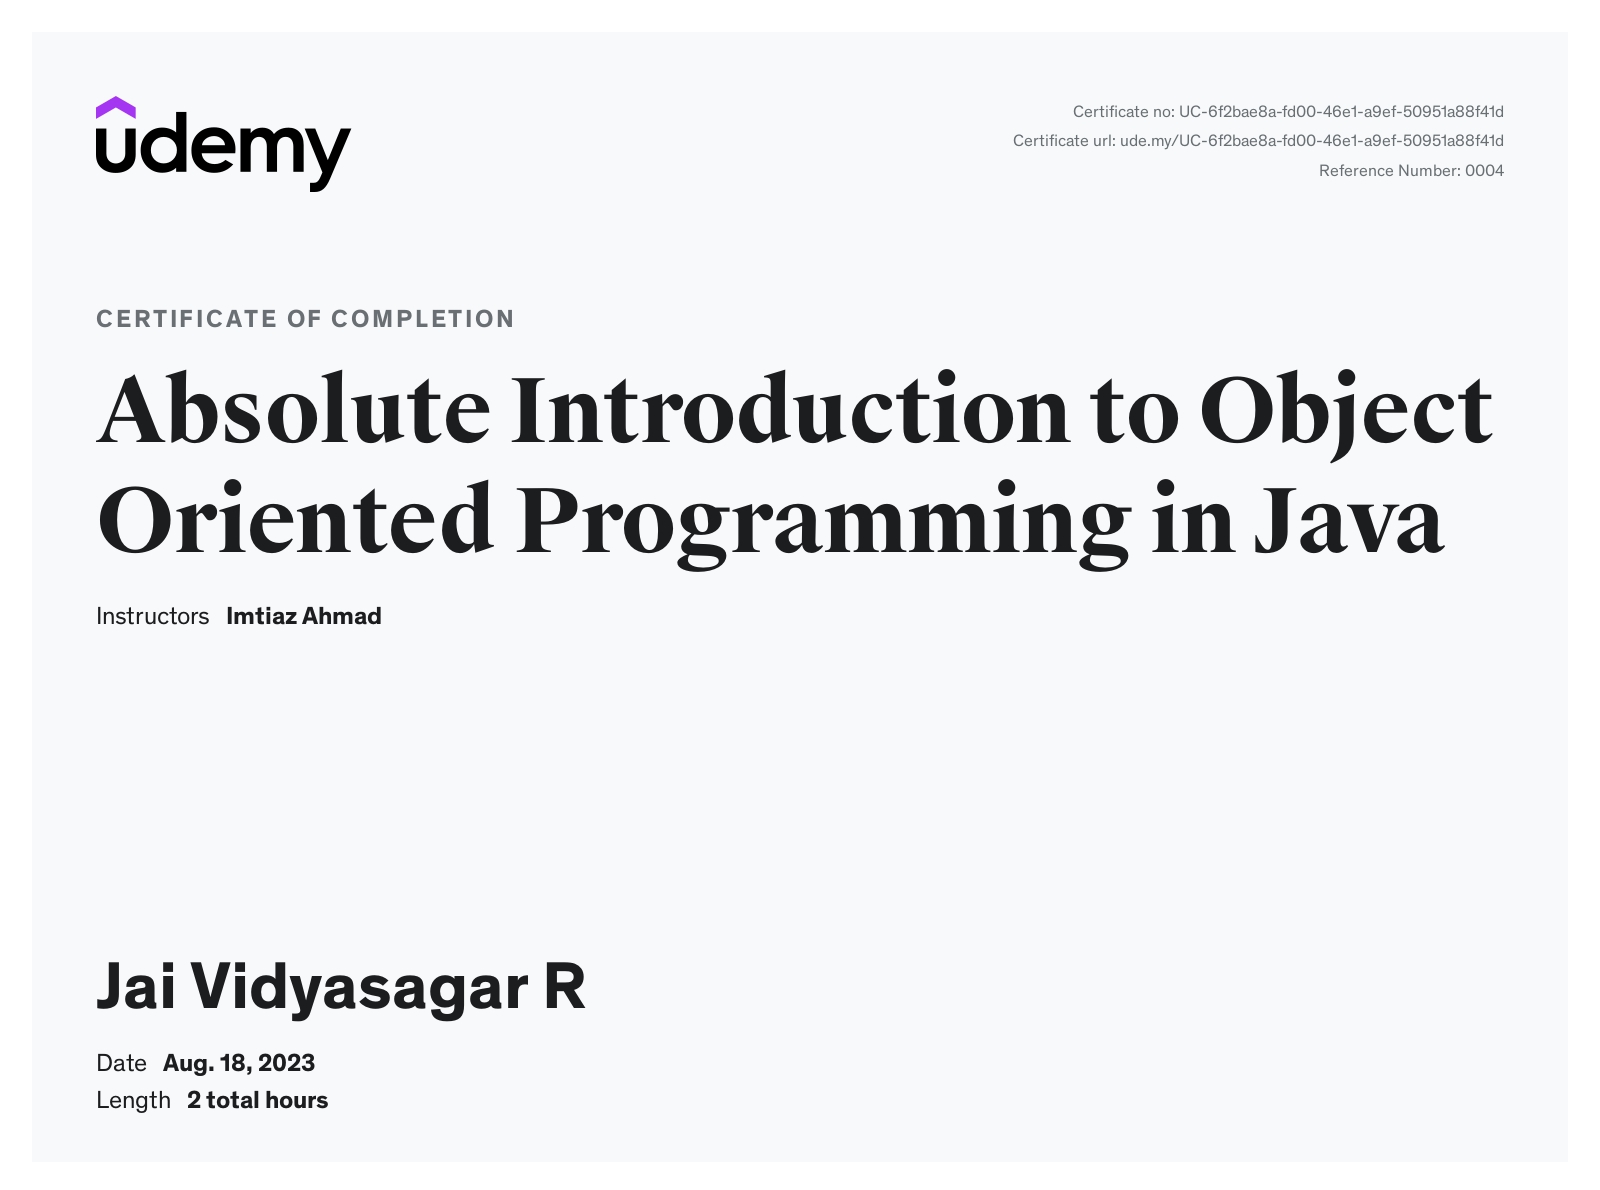 udemy
Certificate no: UC-6f2bae8a-fd00-46e1-a9ef-50951a88f41d
Certificate url: ude.my/UC-6f2bae8a-fd00-46e1-a9ef-50951a88f41d
Reference Number: 0004
CERTIFICATE OF COMPLETION
Absolute Introduction to Object
Oriented Programming in Java
Instructors Imtiaz Ahmad
Jai Vidyasagar R
Date Aug. 18, 2023
Length 2 total hours